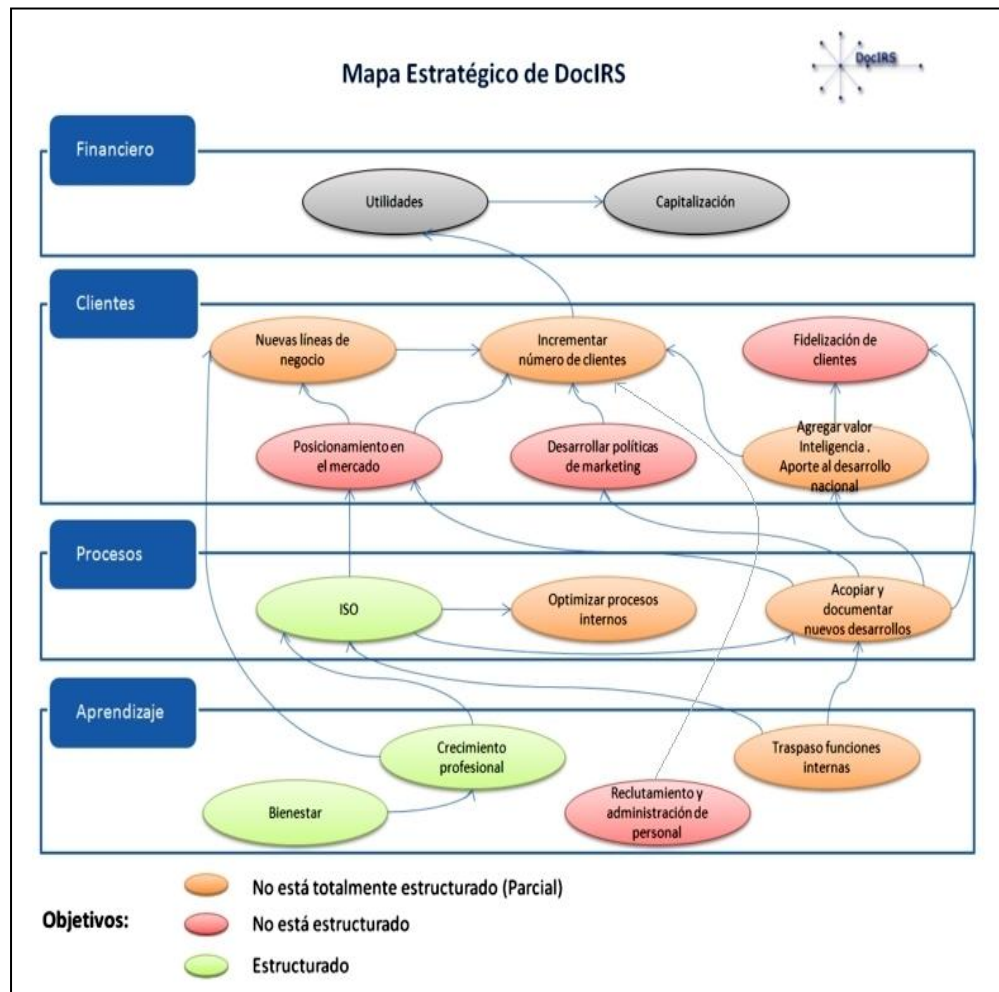 Mapa Estratégico de DocIRS
DocIRS
Financiero
Utilidades
Capitalización
Clientes
Nuevas líneas de
negocio
Incrementar
número de clientes
Fidelización de
clientes
Posicionamiento en
el mercado
Desarrollar políticas
de marketing
Agregar valor
Inteligencia .
Aporte al desarrollo
nacional
Procesos
ISO
Optimizar procesos
internos
Acopiar y
documentar
nuevos desarrollos
Aprendizaje
Crecimiento
profesional
Traspaso funciones
internas
Bienestar
Reclutamiento y
administración de
personal
Objetivos:
No está totalmente estructurado (Parcial)
No está estructurado
Estructurado